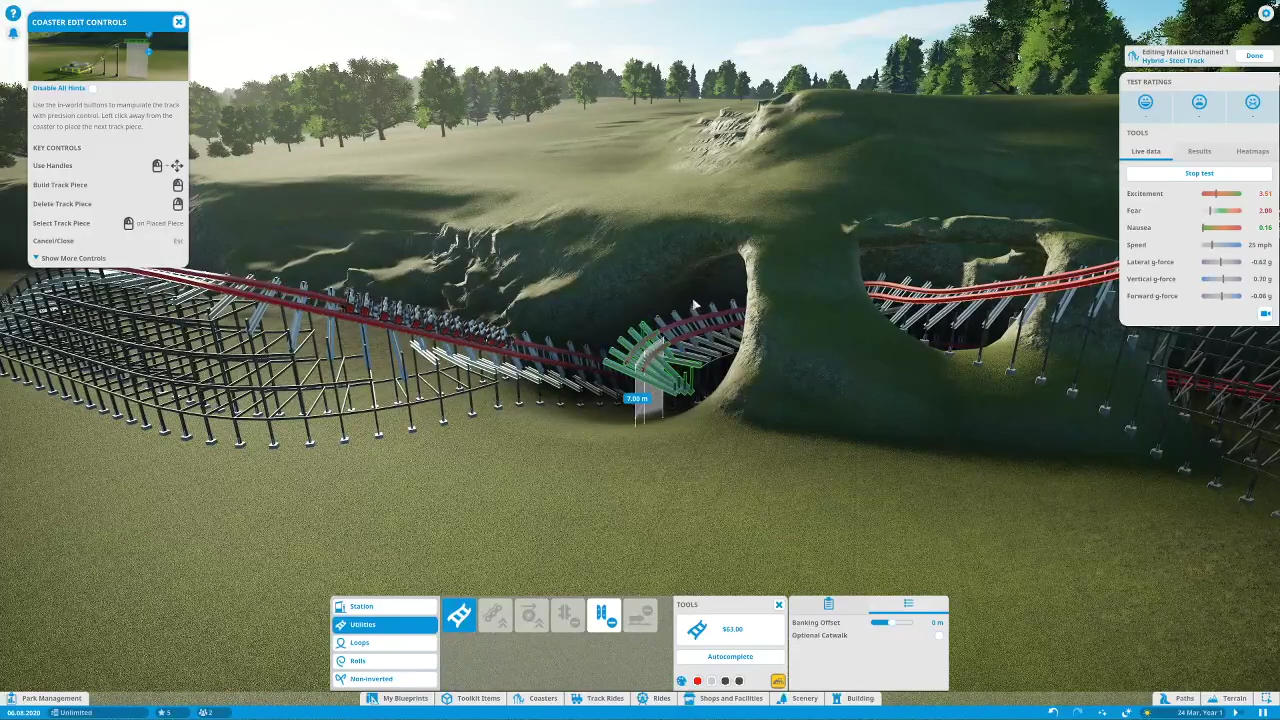 COASTER EDIT CONTROLS
Disable All Hints
Use the in-world buttons to manipulate the track
with precision control. Left click away from the
coaster to place the next track piece.
KEY CONTROLS
Use Handles
Build Track Piece
Delete Track Piece
Select Track Piece on Placed Piece
Cancel/Close Esc
Show More Controls
Editing Malice Unchained 1
Hybrid - Steel Track
Done
TEST RATINGS
- - -
TOOLS
Live data Results Heatmaps
Stop test
Excitement 3.51
Fear 2.00
Nausea 0.16
Speed 25 mph
Lateral g-force -0.62 g
Vertical g-force 0.70 g
Forward g-force -0.06 g
7.00 m
Station
Utilities
Loops
Rolls
Non-inverted
TOOLS
$63.00
Autocomplete
Banking Offset 0 m
Optional Catwalk
Park Management
My Blueprints Toolkit Items Coasters Track Rides Rides Shops and Facilities Scenery Building
Paths Terrain
06.08.2020 Unlimited 5 2 24 Mar, Year 1